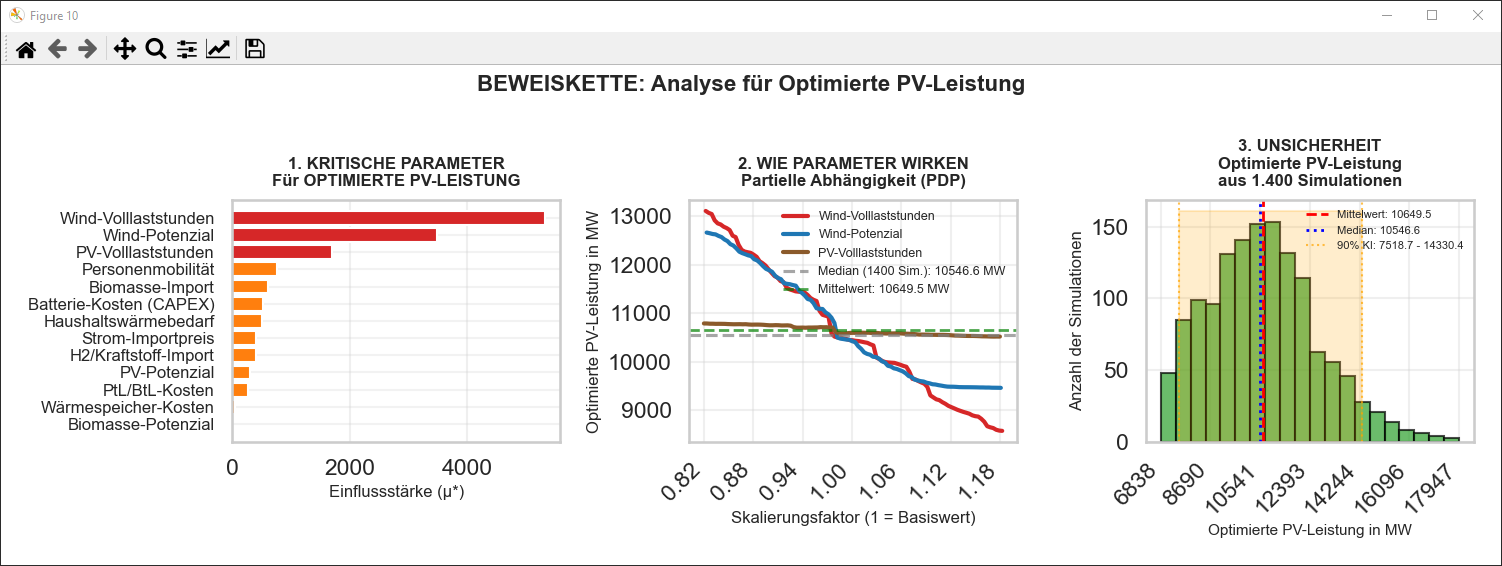 Figure 10
BEWEISKETTE: Analyse für Optimierte PV-Leistung
1. KRITISCHE PARAMETER
Für OPTIMIERTE PV-LEISTUNG
Wind-Volllaststunden
Wind-Potenzial
PV-Volllaststunden
Personenmobilität
Biomasse-Import
Batterie-Kosten (CAPEX)
Haushaltswärmebedarf
Strom-Importpreis
H2/Kraftstoff-Import
PV-Potenzial
PtL/BtL-Kosten
Wärmespeicher-Kosten
Biomasse-Potenzial
0 2000 4000
Einflussstärke (μ*)
2. WIE PARAMETER WIRKEN
Partielle Abhängigkeit (PDP)
Optimierte PV-Leistung in MW
13000
12000
11000
10000
9000
Wind-Volllaststunden
Wind-Potenzial
PV-Volllaststunden
Median (1400 Sim.): 10546.6 MW
Mittelwert: 10649.5 MW
0.82 0.88 0.94 1.00 1.06 1.12 1.18
Skalierungsfaktor (1 = Basiswert)
3. UNSICHERHEIT
Optimierte PV-Leistung
aus 1.400 Simulationen
Anzahl der Simulationen
150
100
50
0
Mittelwert: 10649.5
Median: 10546.6
90% KI: 7518.7 - 14330.4
6838 8690 10541 12393 14244 16096 17947
Optimierte PV-Leistung in MW